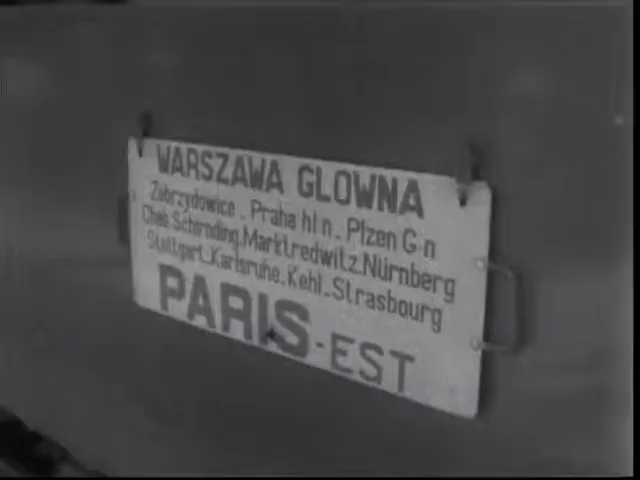 WARSZAWA GLOWNA
Zebrzydowice - Praha hl n. - Plzen G n
Cheb - Schirnding - Marktredwitz - Nürnberg
Stuttgart - Karlsruhe - Kehl - Strasbourg
PARIS - EST